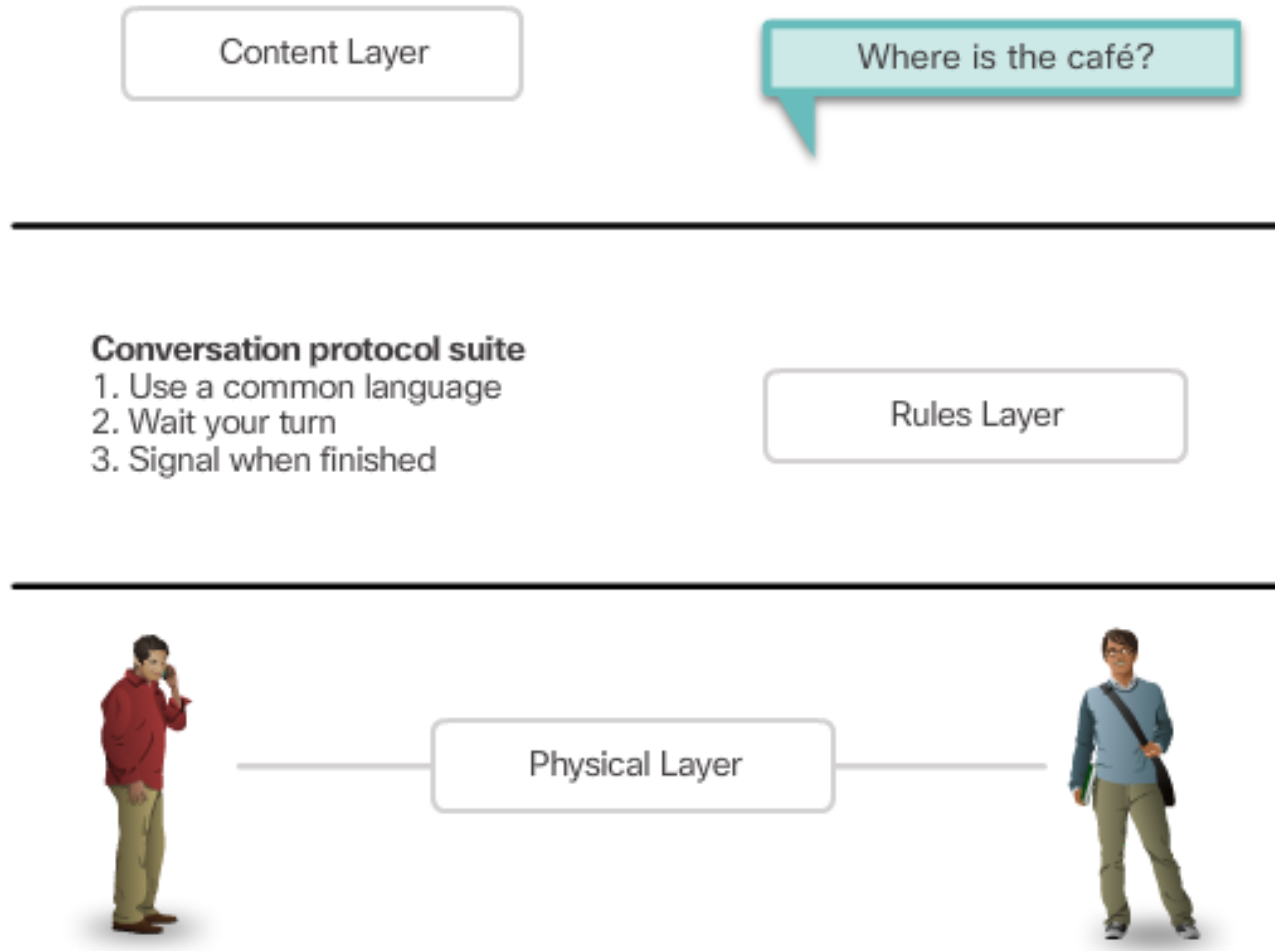 Content Layer
Where is the café?
Conversation protocol suite
1. Use a common language
2. Wait your turn
3. Signal when finished
Rules Layer
Physical Layer